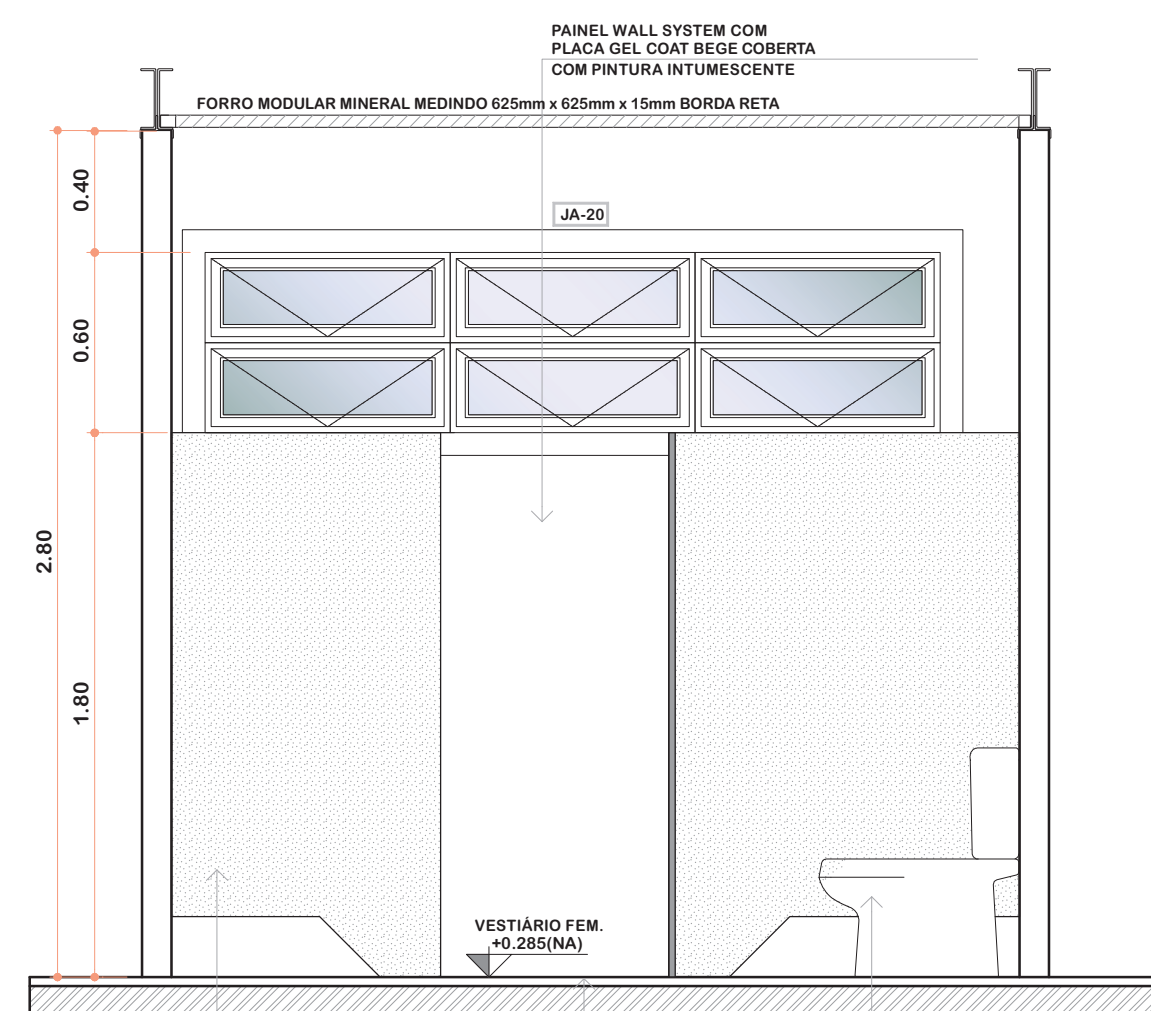 PAINEL WALL SYSTEM COM
PLACA GEL COAT BEGE COBERTA
COM PINTURA INTUMESCENTE
FORRO MODULAR MINERAL MEDINDO 625mm x 625mm x 15mm BORDA RETA
0.40
JA-20
0.60
2.80
1.80
VESTIÁRIO FEM.
+0.285(NA)